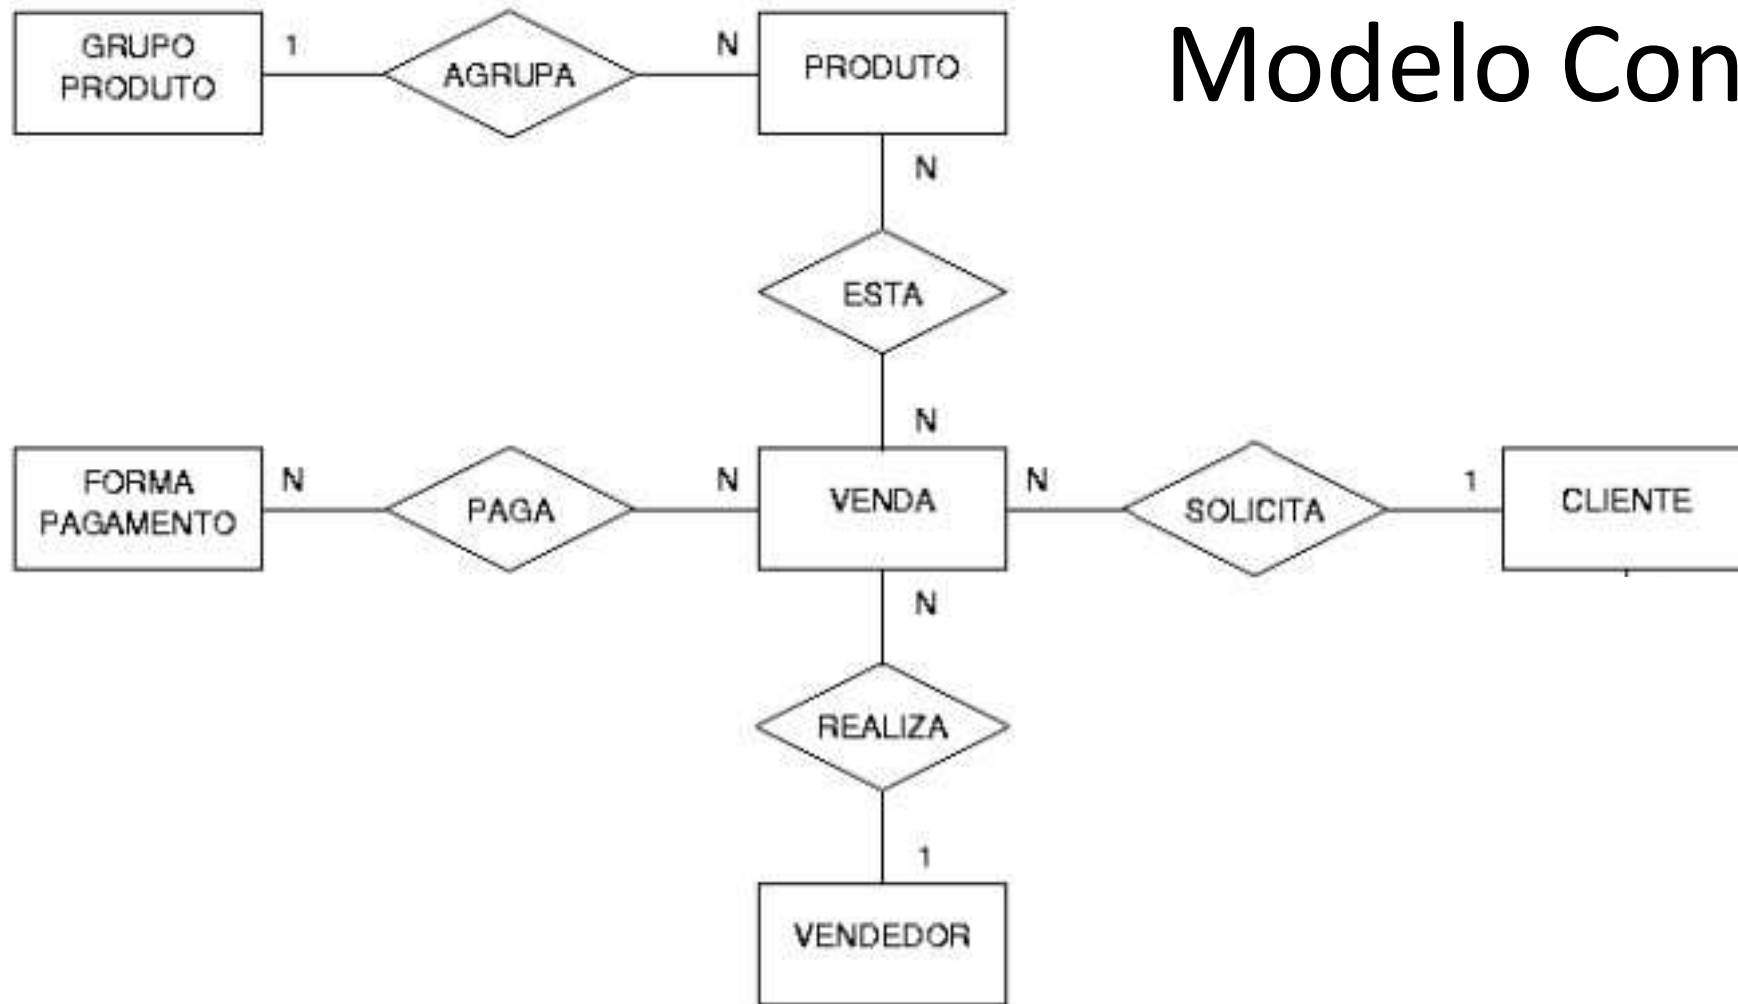 Modelo Con
GRUPO
PRODUTO
1
AGRUPA
N
PRODUTO
N
ESTA
N
FORMA
PAGAMENTO
N
PAGA
N
VENDA
N
SOLICITA
1
CLIENTE
N
REALIZA
1
VENDEDOR